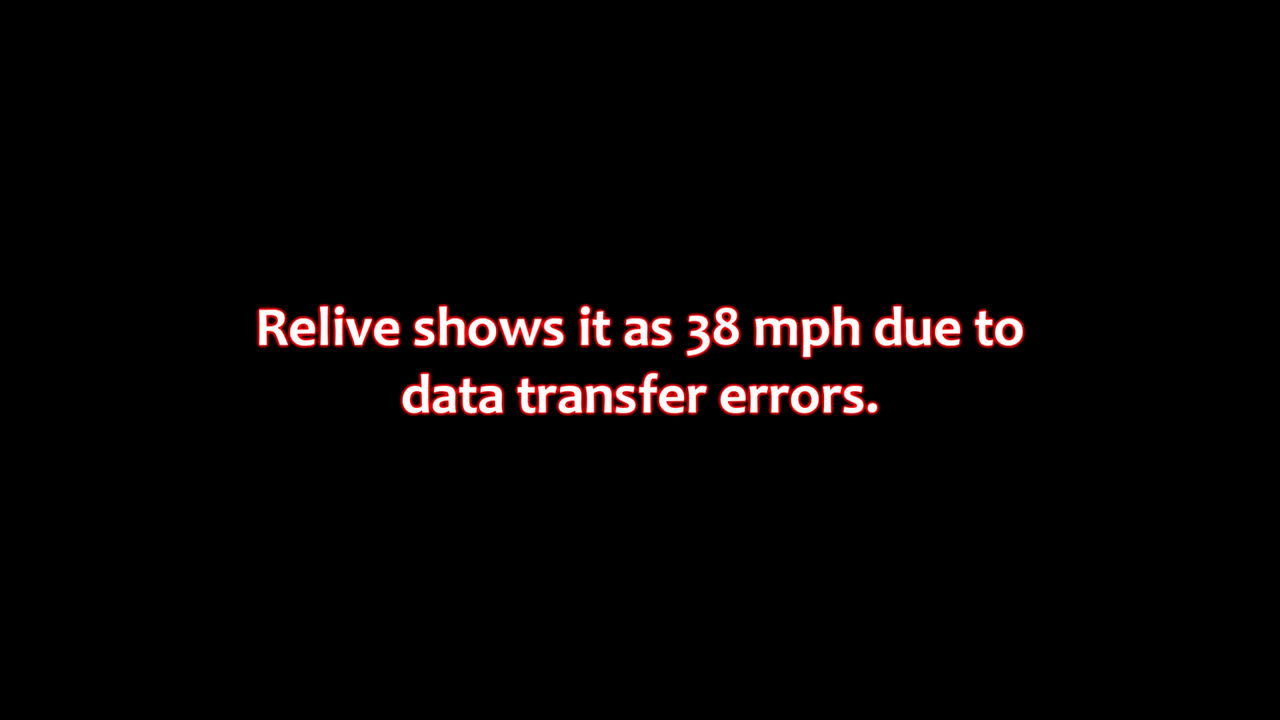 Relive shows it as 38 mph due to
data transfer errors.